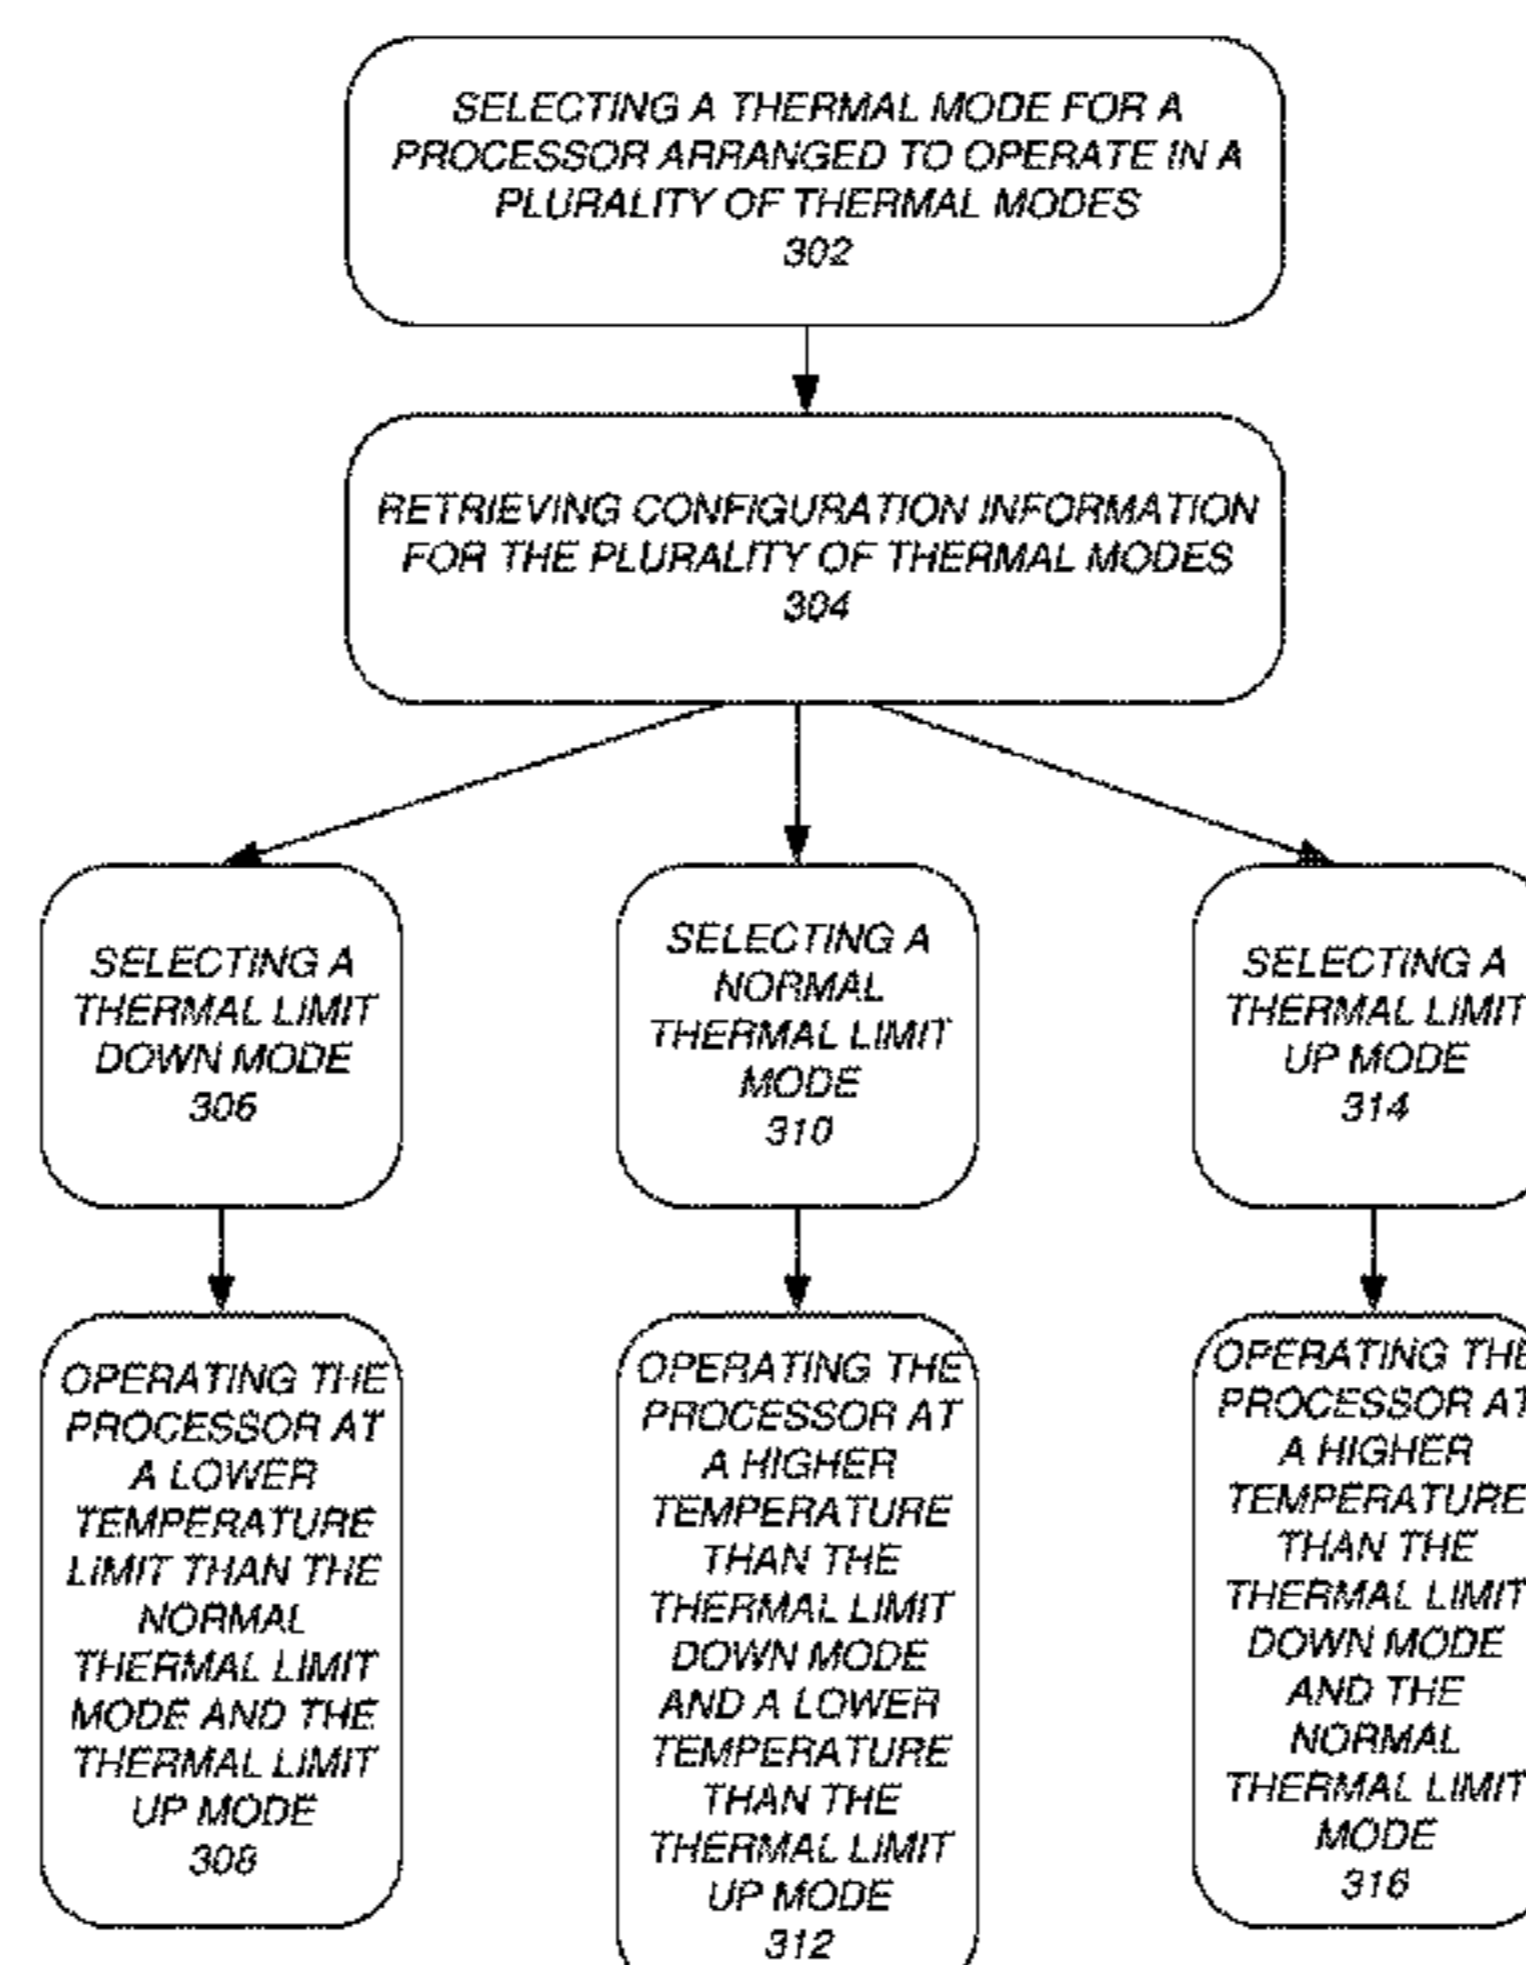 SELECTING A THERMAL MODE FOR A
PROCESSOR ARRANGED TO OPERATE IN A
PLURALITY OF THERMAL MODES
302
RETRIEVING CONFIGURATION INFORMATION
FOR THE PLURALITY OF THERMAL MODES
304
SELECTING A
THERMAL LIMIT
DOWN MODE
306
SELECTING A
NORMAL
THERMAL LIMIT
MODE
310
SELECTING A
THERMAL LIMIT
UP MODE
314
OPERATING THE
PROCESSOR AT
A LOWER
TEMPERATURE
LIMIT THAN THE
NORMAL
THERMAL LIMIT
MODE AND THE
THERMAL LIMIT
UP MODE
308
OPERATING THE
PROCESSOR AT
A HIGHER
TEMPERATURE
THAN THE
THERMAL LIMIT
DOWN MODE
AND A LOWER
TEMPERATURE
THAN THE
THERMAL LIMIT
UP MODE
312
OPERATING THE
PROCESSOR AT
A HIGHER
TEMPERATURE
THAN THE
THERMAL LIMIT
DOWN MODE
AND THE
NORMAL
THERMAL LIMIT
MODE
316